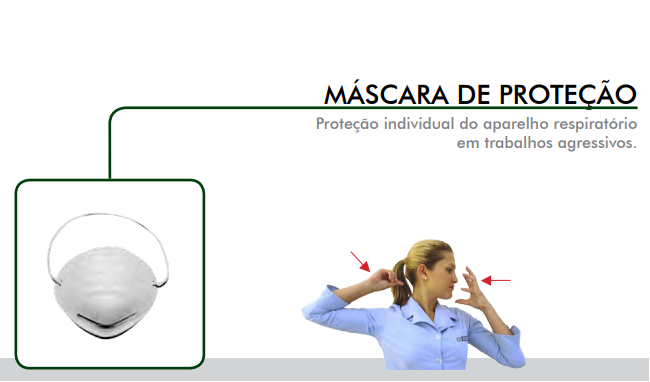 MÁSCARA DE PROTEÇÃO
Proteção individual do aparelho respiratório
em trabalhos agressivos.